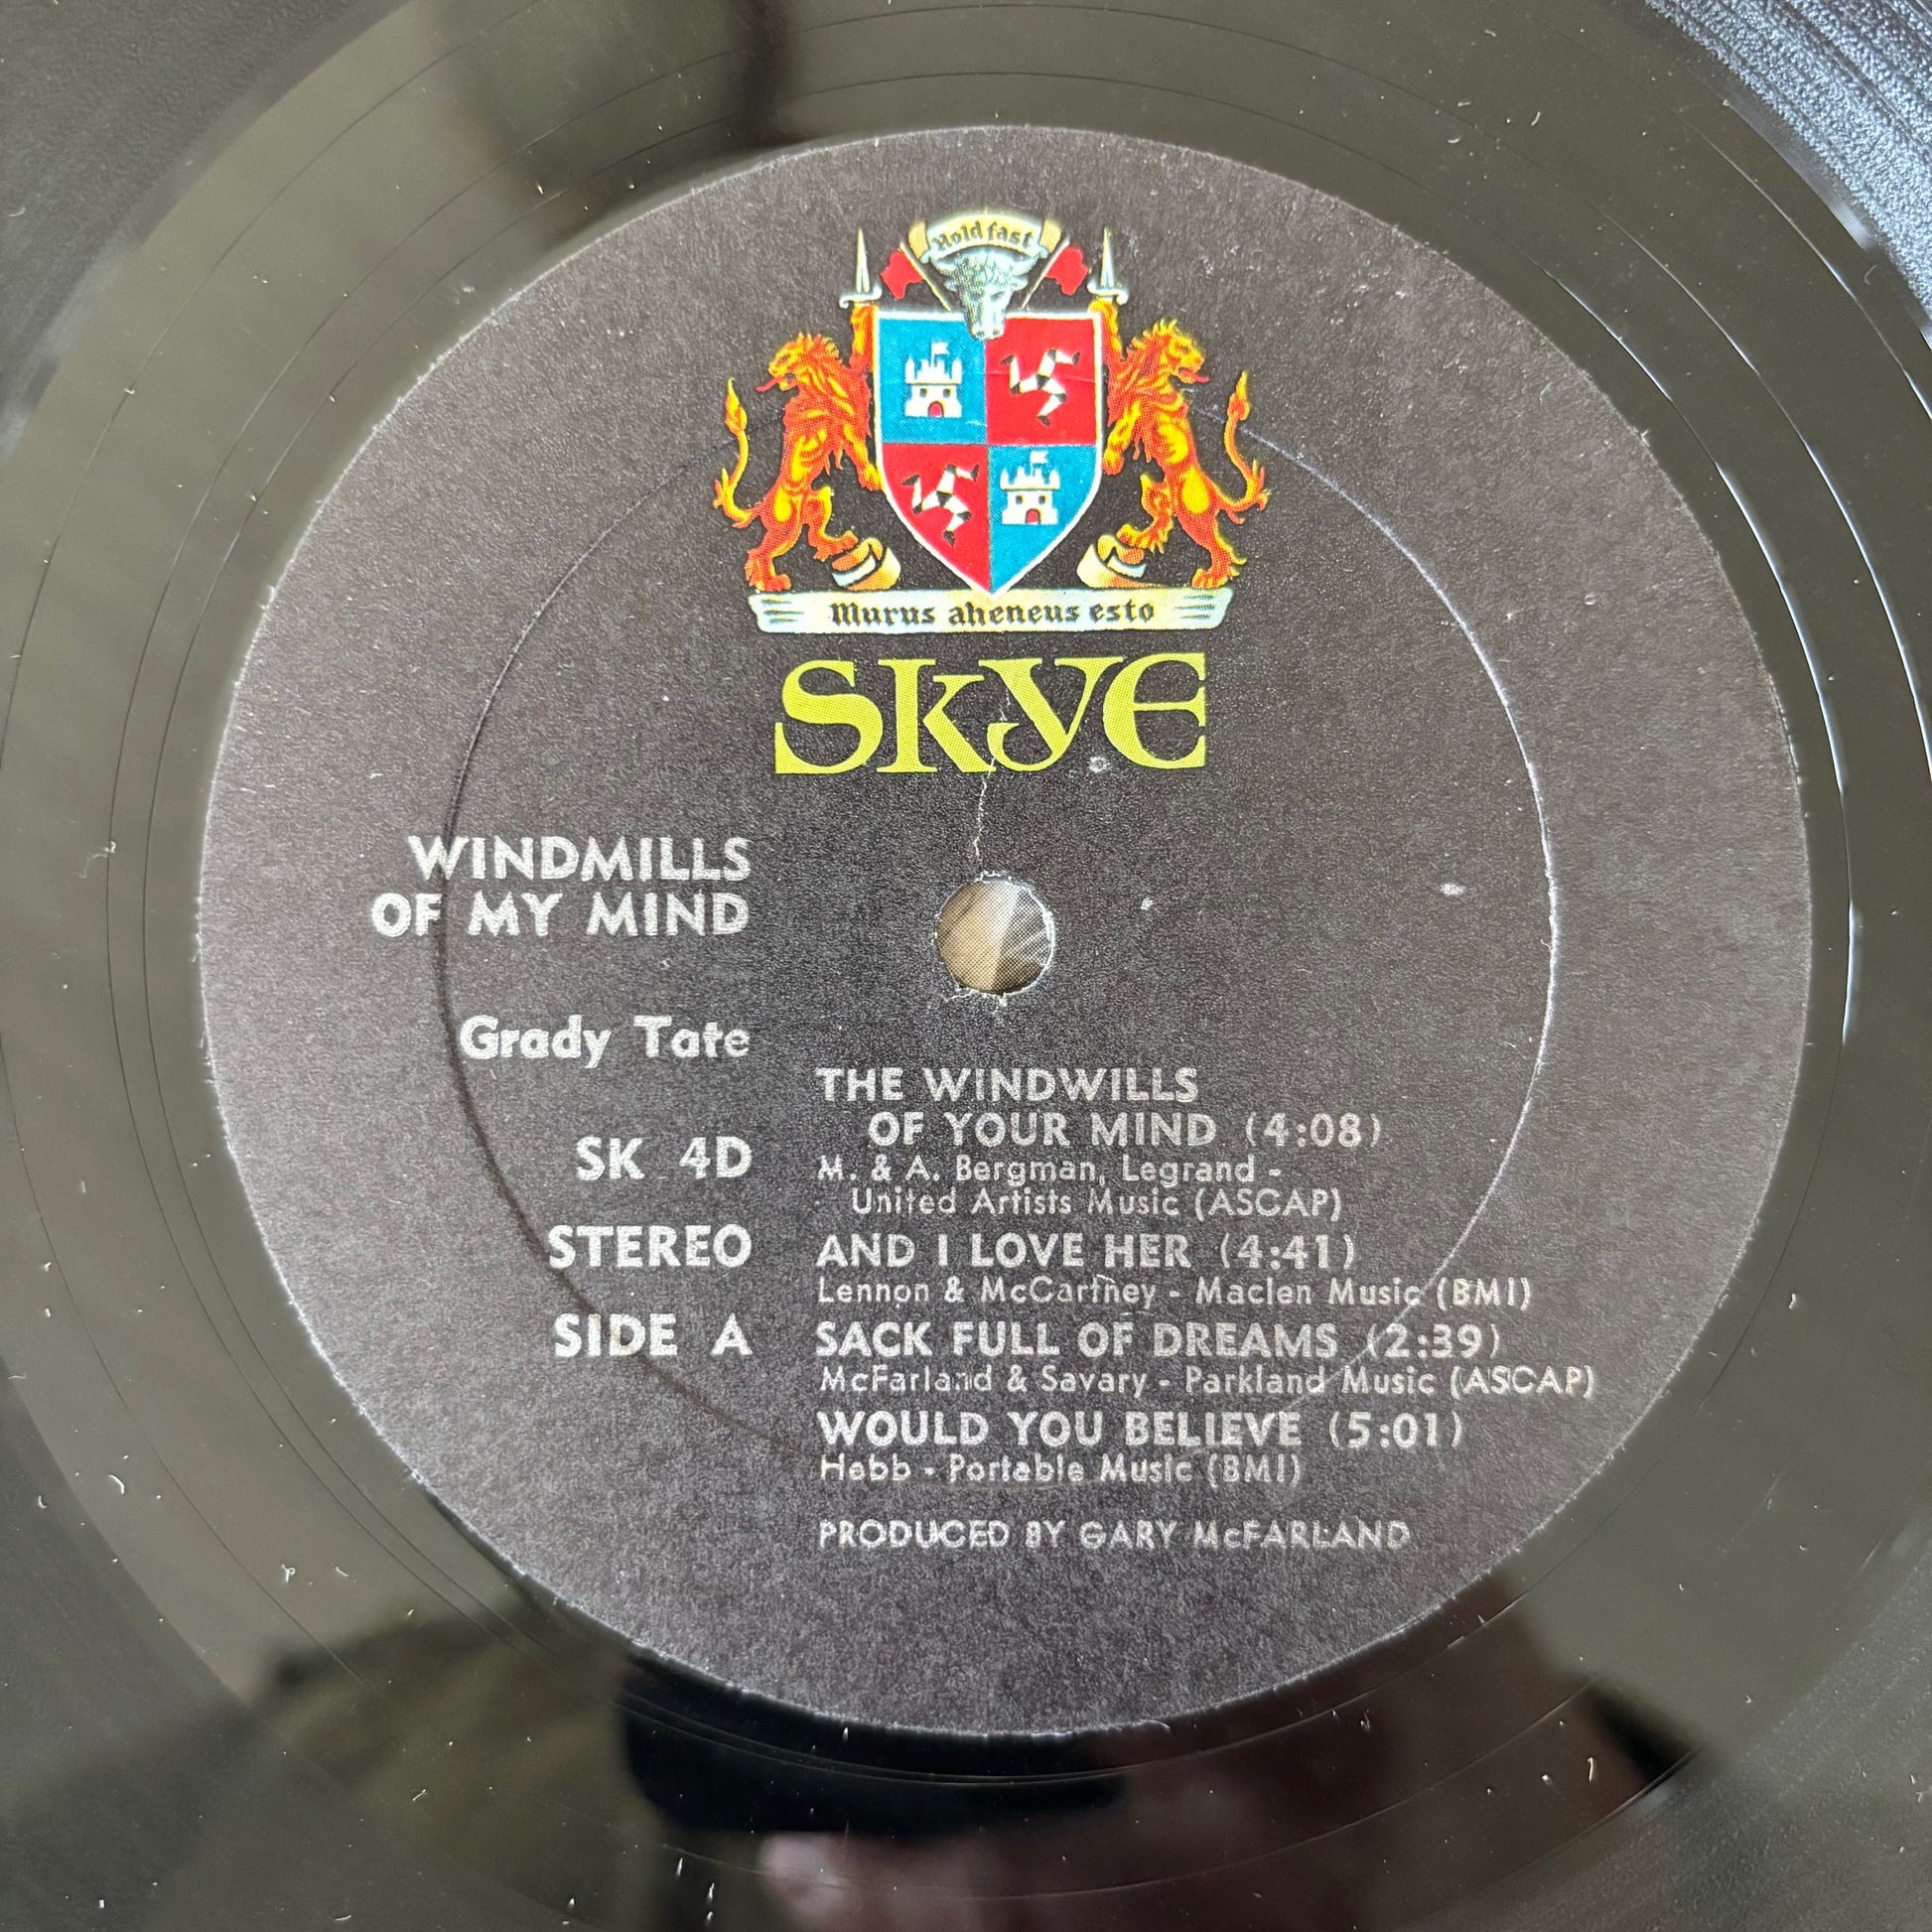 Hold fast
Murus aheneus esto
SKYE
WINDMILLS
OF MY MIND
Grady Tate
SK 4D
STEREO
SIDE A
THE WINDWILLS
OF YOUR MIND (4:08)
M. & A. Bergman, Legrand -
United Artists Music (ASCAP)
AND I LOVE HER (4:41)
Lennon & McCartney - Maclen Music (BMI)
SACK FULL OF DREAMS (2:39)
McFarland & Savary - Parkland Music (ASCAP)
WOULD YOU BELIEVE (5:01)
Hebb - Portable Music (BMI)
PRODUCED BY GARY McFARLAND